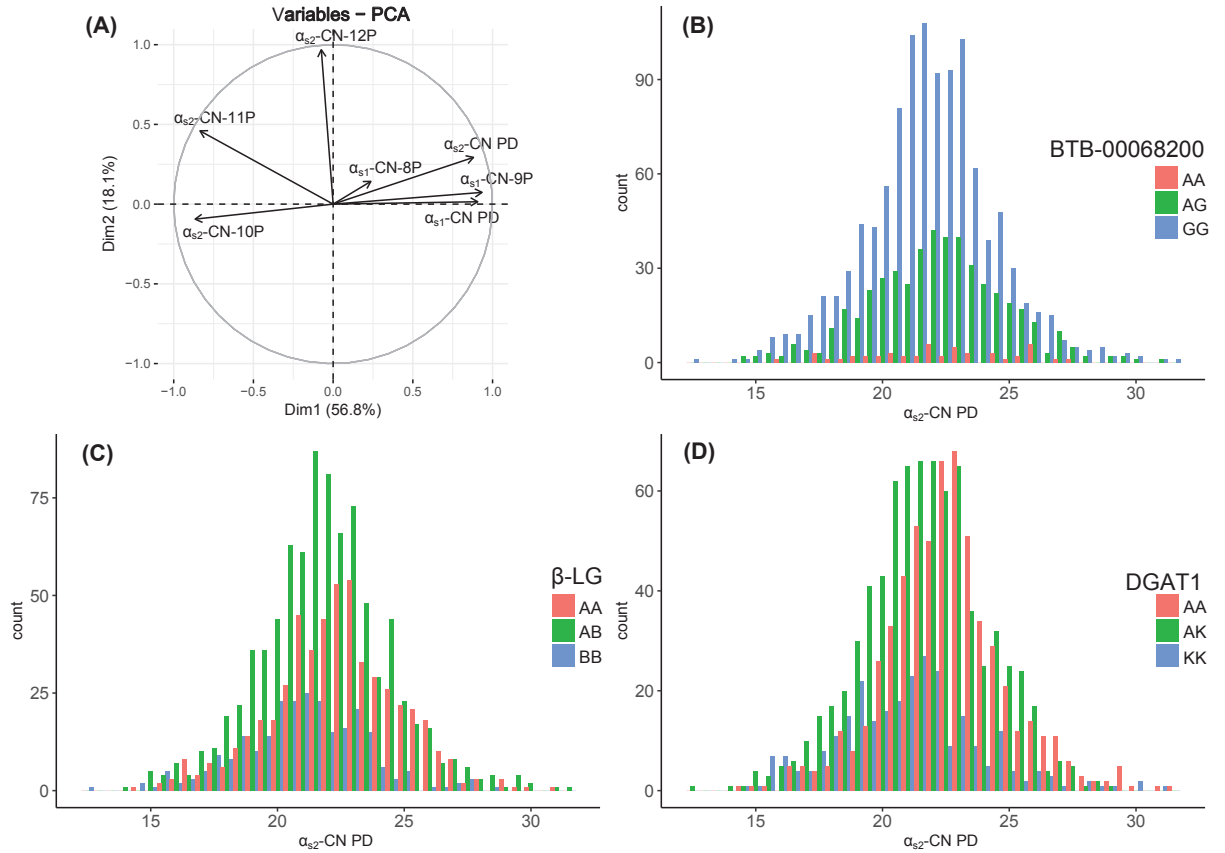 (A)
Variables − PCA
αs2-CN-12P
αs2-CN-11P
αs2-CN PD
αs1-CN-8P
αs1-CN-9P
αs1-CN PD
αs2-CN-10P
1.0
0.5
0.0
−0.5
−1.0
Dim2 (18.1%)
−1.0 −0.5 0.0 0.5 1.0
Dim1 (56.8%)
(B)
90
60
30
0
count
15 20 25 30
αs2-CN PD
BTB-00068200
AA
AG
GG
(C)
75
50
25
0
count
15 20 25 30
αs2-CN PD
β-LG
AA
AB
BB
(D)
60
40
20
0
count
15 20 25 30
αs2-CN PD
DGAT1
AA
AK
KK